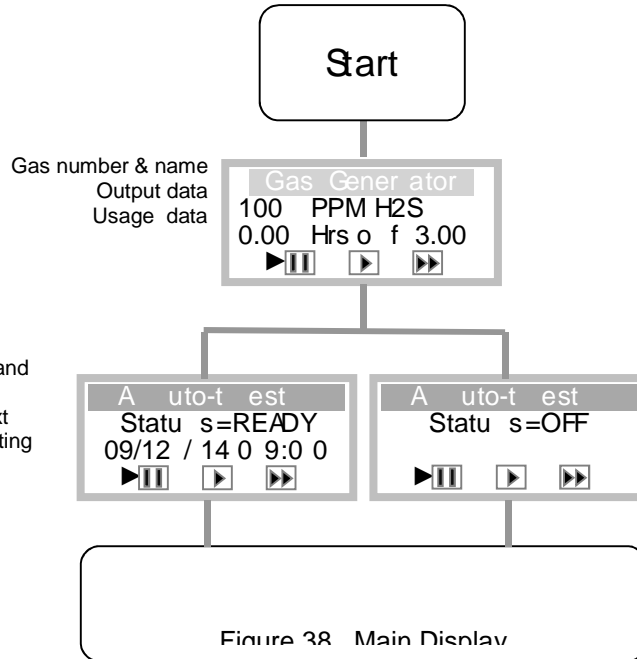 Start
Gas number & name
Output data
Usage data
Gas Generator
100 PPM H2S
0.00 Hrs of 3.00
and
xt
ting
Auto-test
Status=READY
09/12/14 09:00
Auto-test
Status=OFF
Figure 38 Main Display